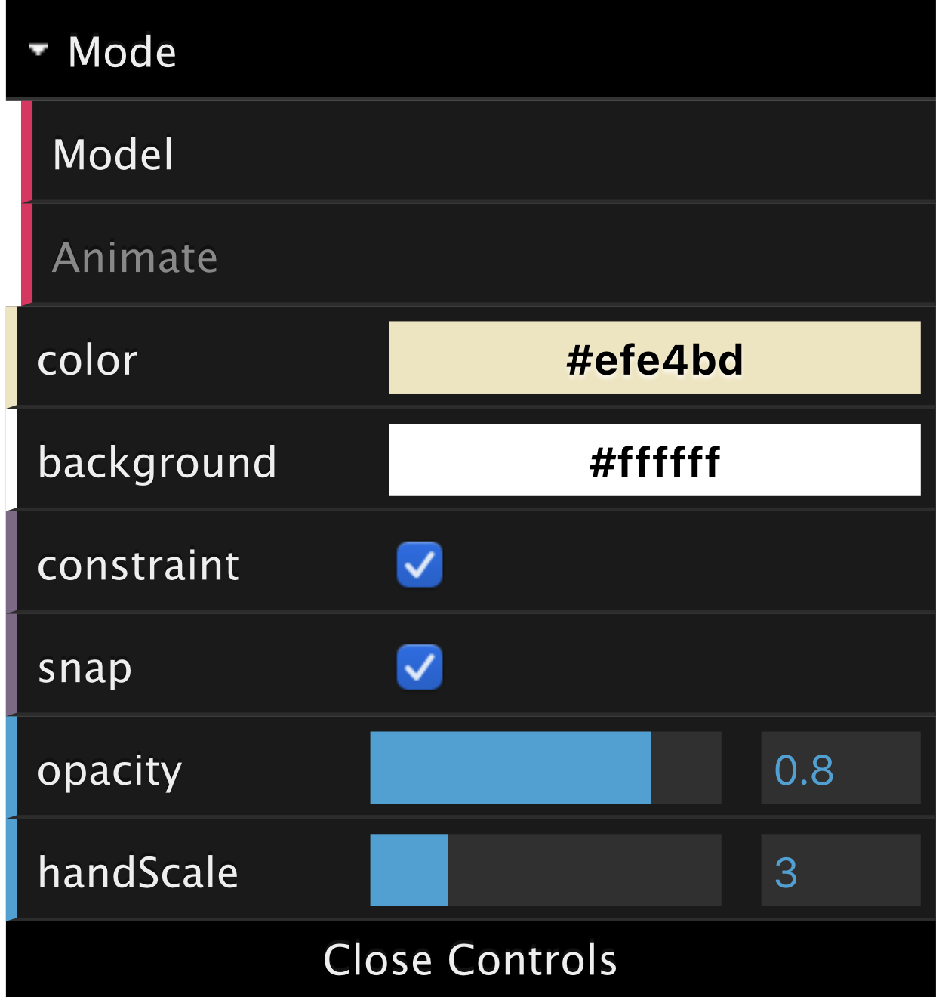 Mode
Model
Animate
color #efe4bd
background #ffffff
constraint
snap
opacity 0.8
handScale 3
Close Controls